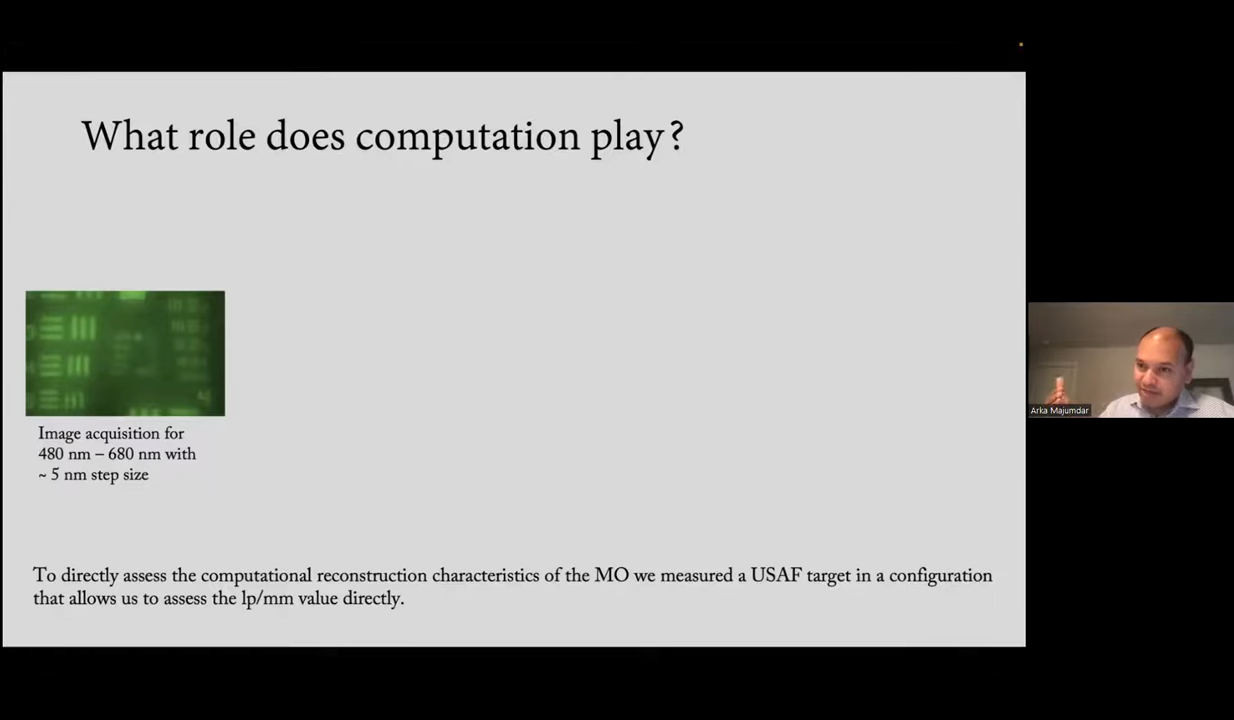 What role does computation play?
Image acquisition for
480 nm – 680 nm with
~ 5 nm step size
Arka Majumdar
To directly assess the computational reconstruction characteristics of the MO we measured a USAF target in a configuration
that allows us to assess the lp/mm value directly.